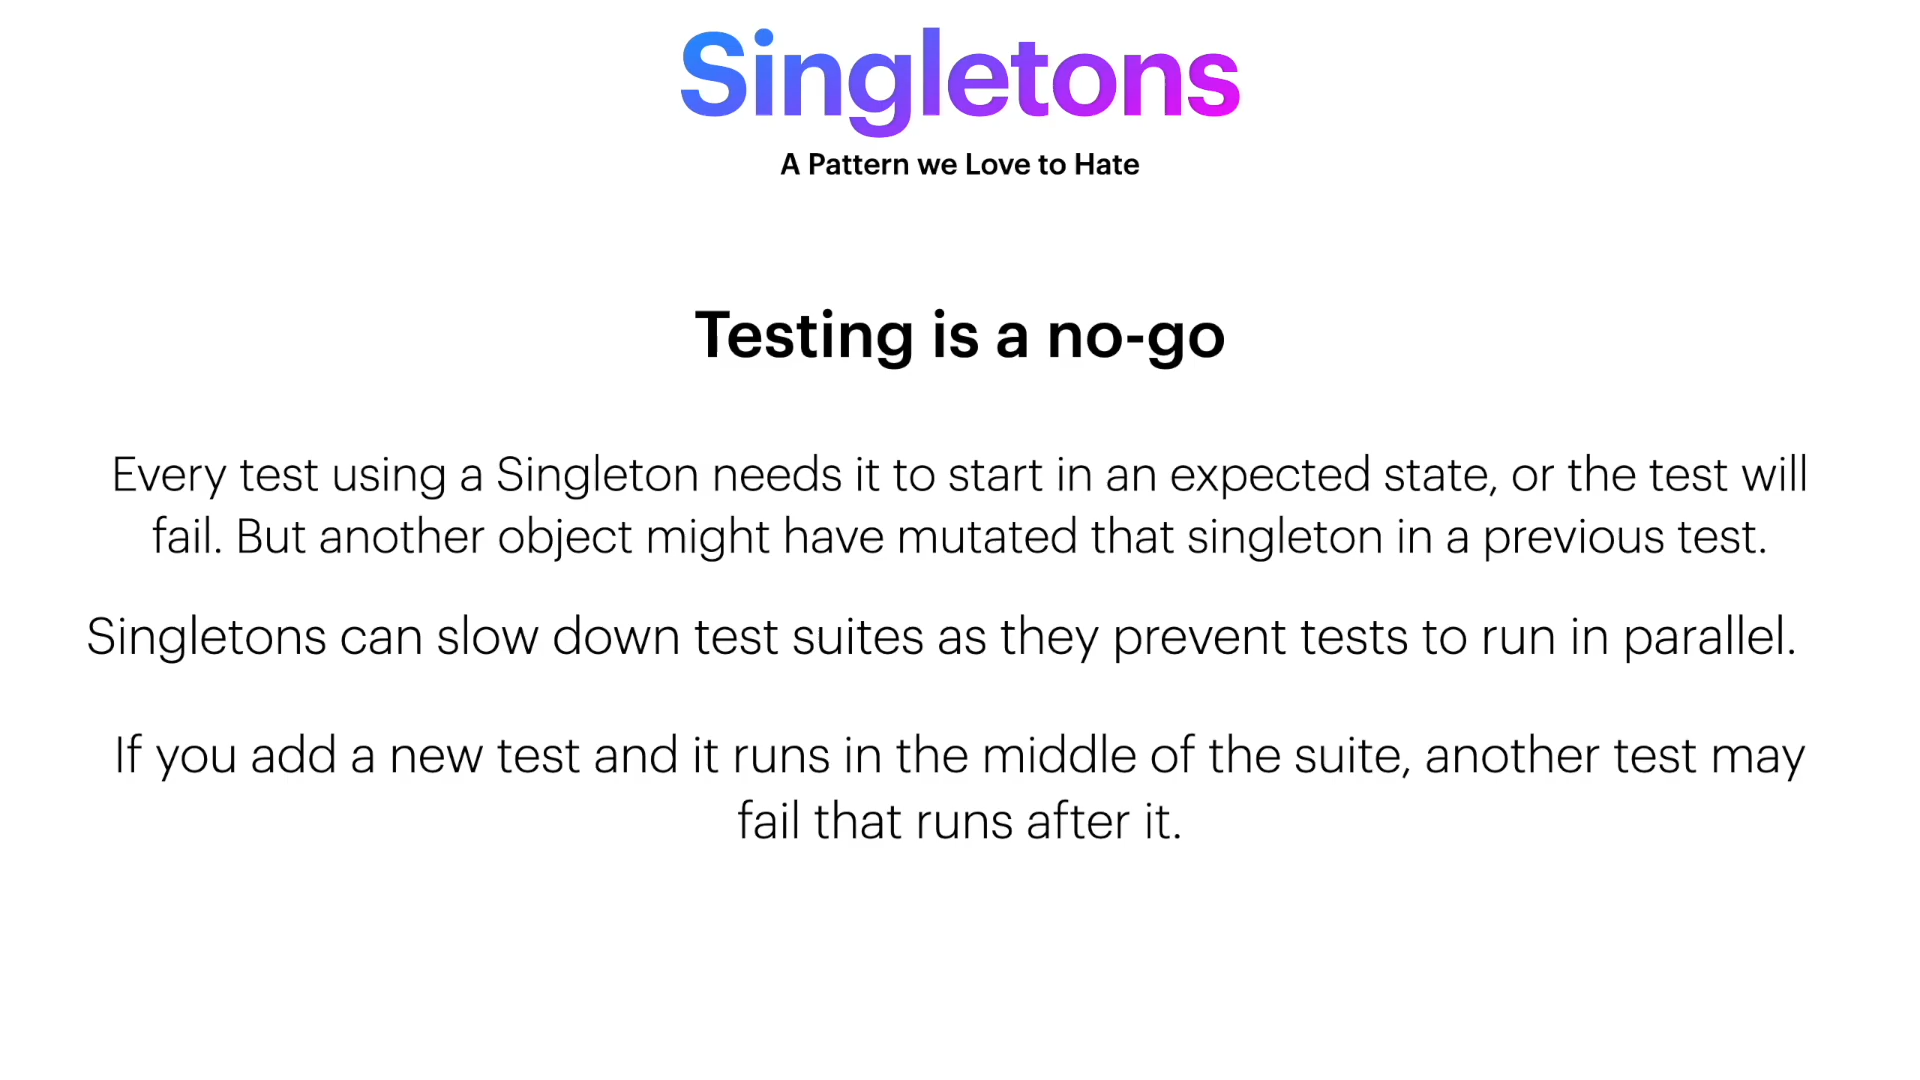 Singletons
A Pattern we Love to Hate
Testing is a no-go
Every test using a Singleton needs it to start in an expected state, or the test will
fail. But another object might have mutated that singleton in a previous test.
Singletons can slow down test suites as they prevent tests to run in parallel.
If you add a new test and it runs in the middle of the suite, another test may
fail that runs after it.